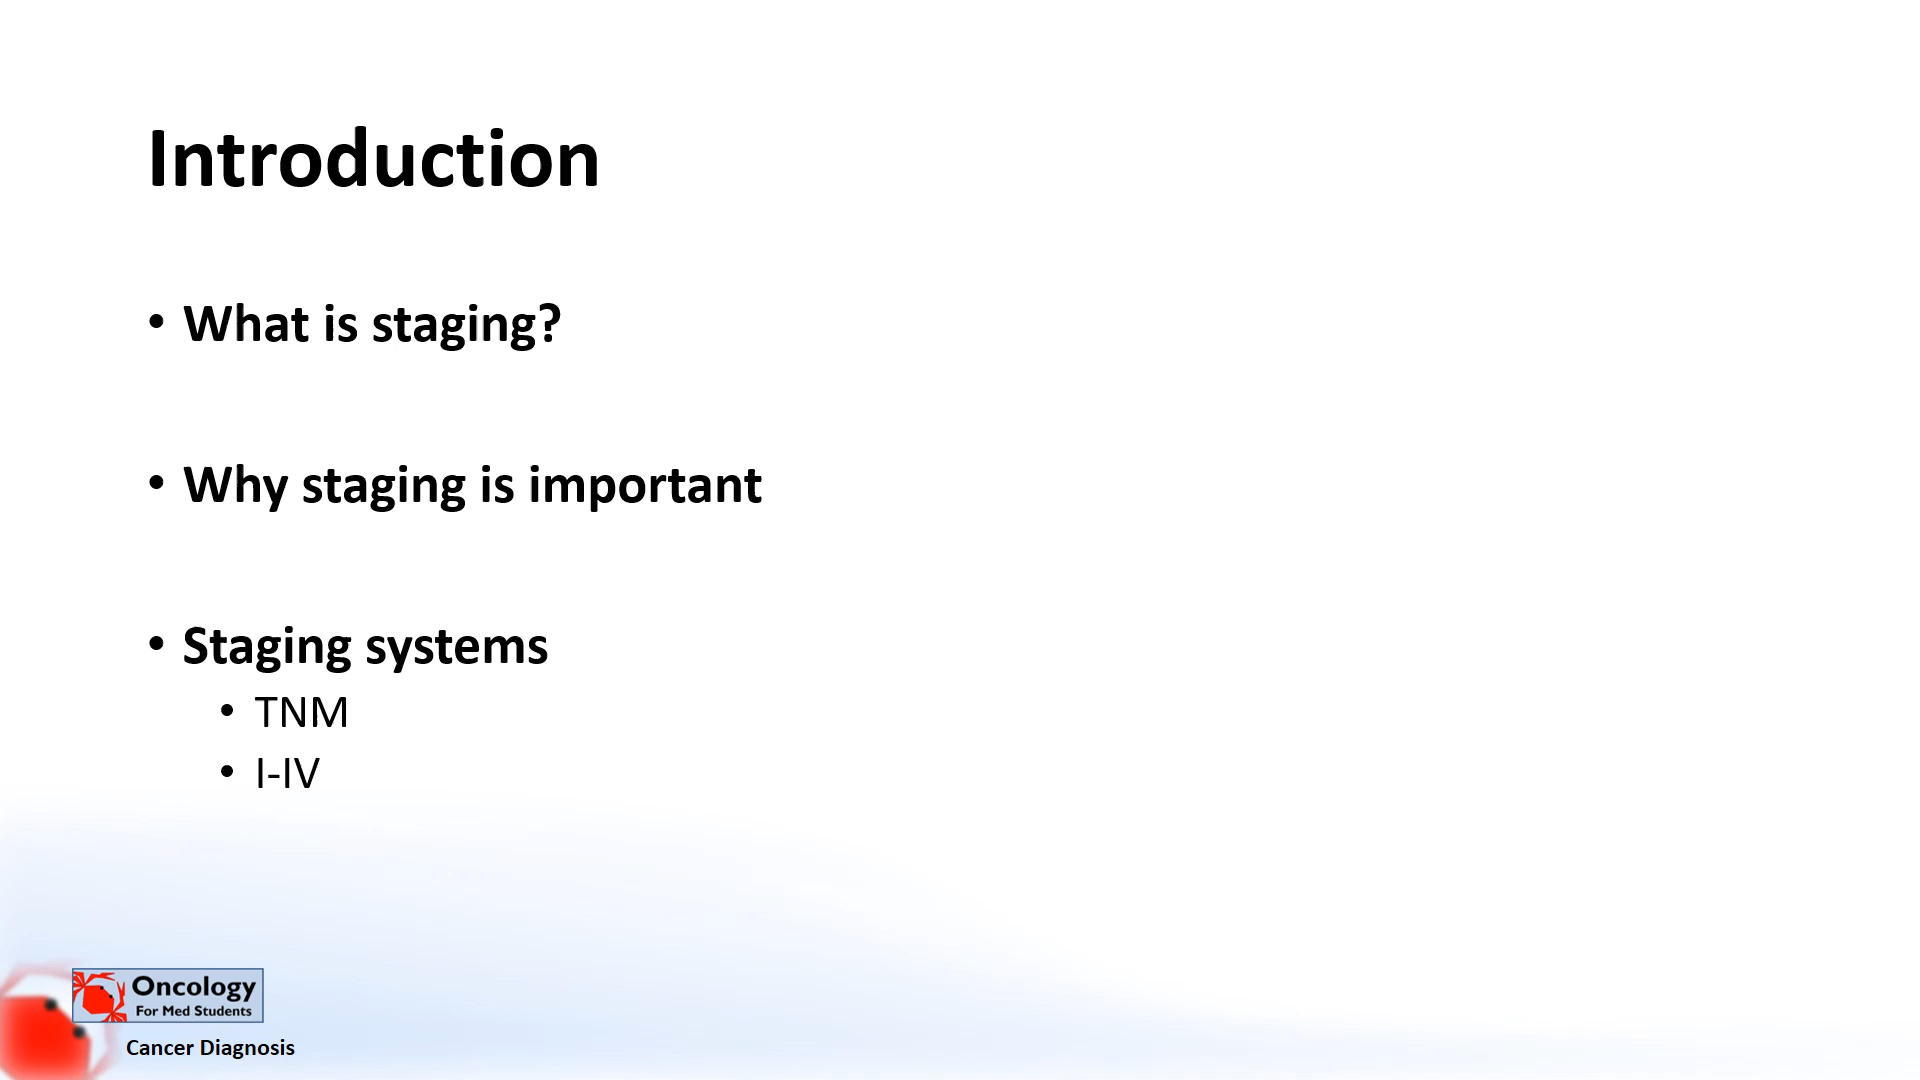 Introduction
• What is staging?
• Why staging is important
• Staging systems
• TNM
• I-IV
Oncology
For Med Students
Cancer Diagnosis